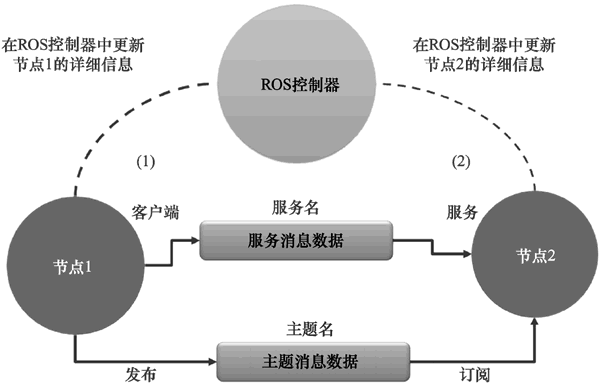 在ROS控制器中更新
节点1的详细信息
ROS控制器
在ROS控制器中更新
节点2的详细信息
(1)
(2)
客户端
服务名
服务
服务消息数据
节点1
节点2
主题名
主题消息数据
发布
订阅